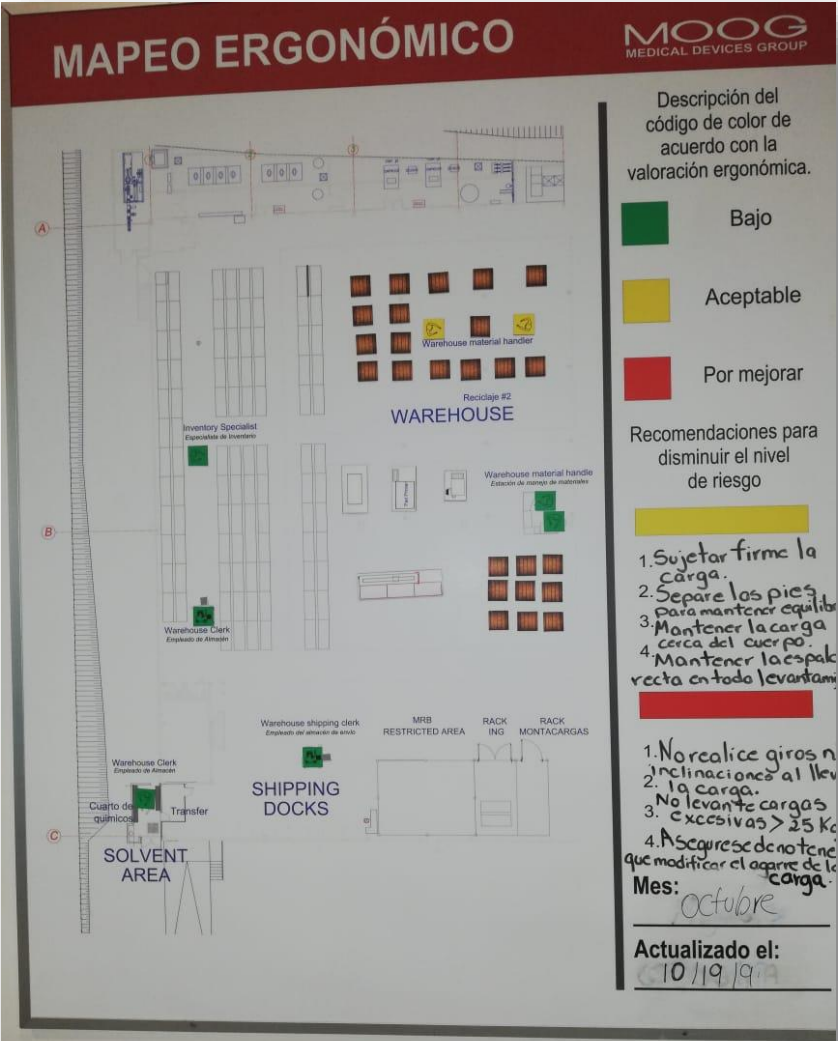 MAPEO ERGONÓMICO
MOOG
MEDICAL DEVICES GROUP
Descripción del
código de color de
acuerdo con la
valoración ergonómica.
Bajo
Aceptable
Por mejorar
Recomendaciones para
disminuir el nivel
de riesgo
1. Sujetar firme la
carga.
2. Separe los pies
para mantener equilib
3. Mantener la carga
cerca del cuerpo.
4. Mantener la espal
recta en todo levantami
1. No realice giros n
inclinaciones al llev
2. la carga.
No levante cargas
3. excesivas > 25 K
4. Asegurese de no tene
que modificar el agarre de l
carga.
Mes:
octubre
Actualizado el:
10/19/9
A
B
C
2
3
Warehouse material handler
Reciclaje #2
WAREHOUSE
Inventory Specialist
Especialista de Inventario
Warehouse material handle
Estación de manejo de materiales
Warehouse Clerk
Empleado de Almacén
Warehouse shipping clerk
Empleado del almacén de envío
SHIPPING
DOCKS
MRB
RESTRICTED AREA
RACK
ING
RACK
MONTACARGAS
Warehouse Clerk
Empleado de Almacén
Cuarto de
quimicos
Transfer
SOLVENT
AREA